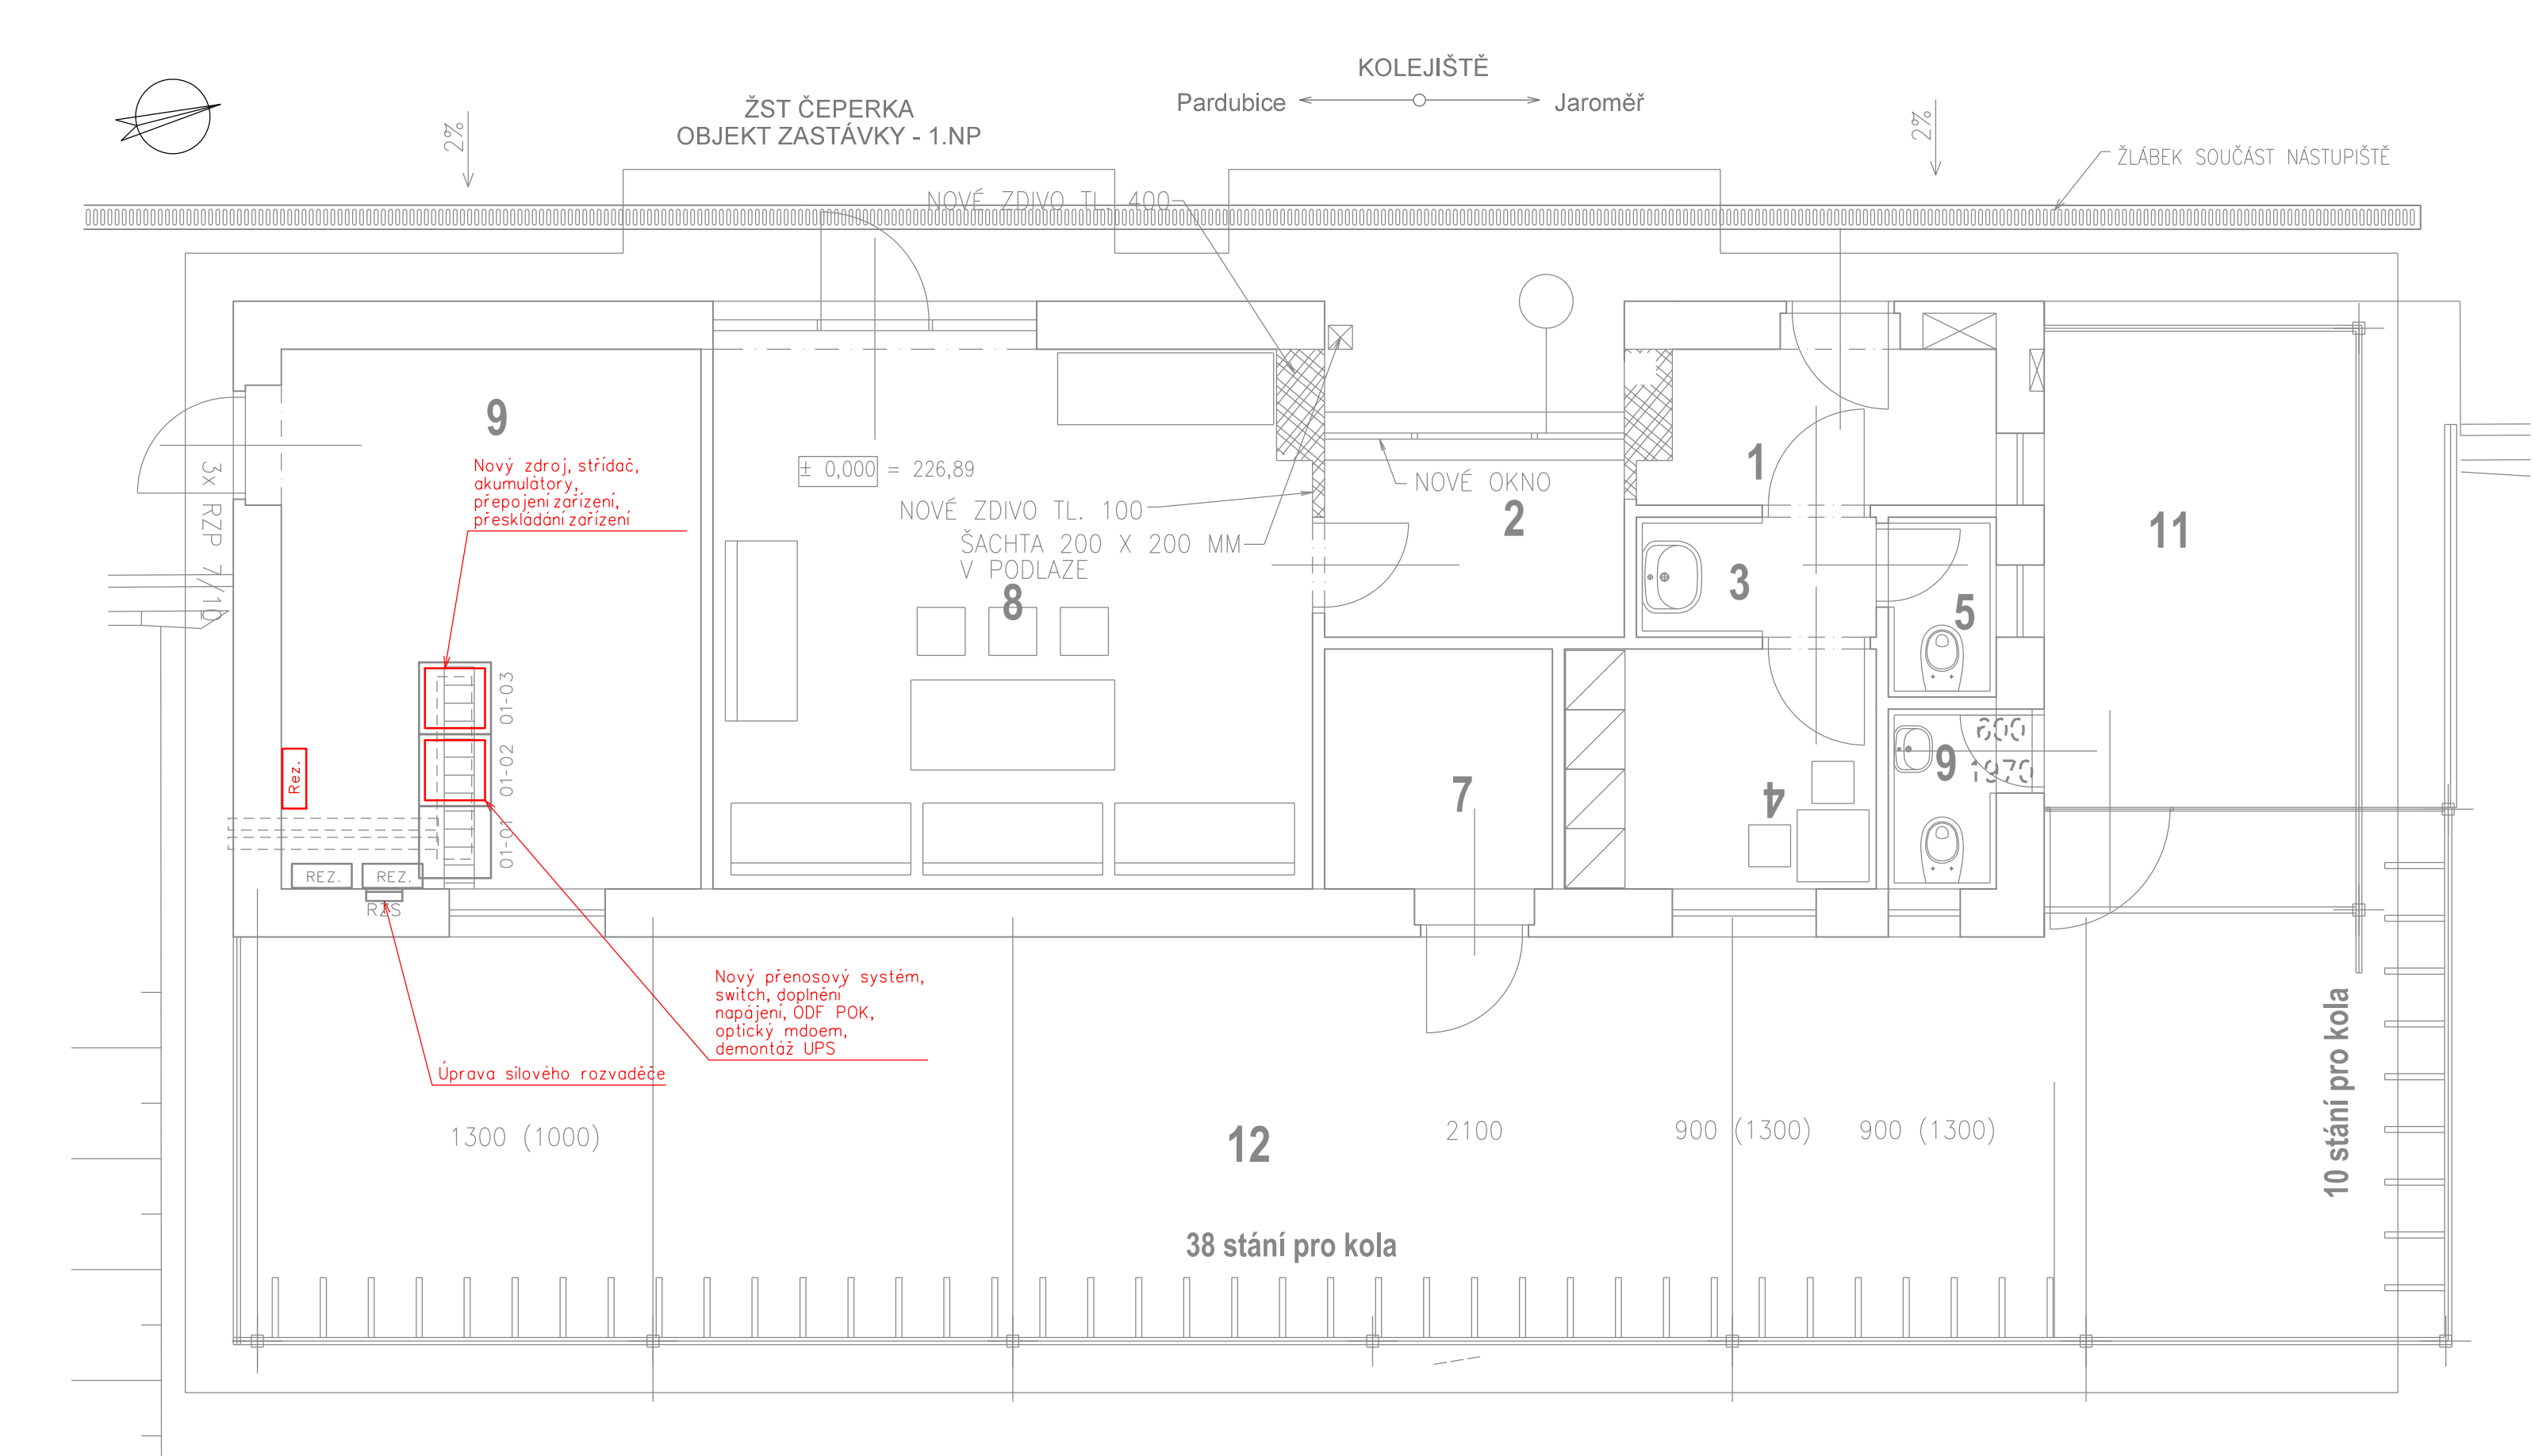 KOLEJIŠTĚ
Pardubice
Jaroměř
ŽST ČEPERKA
OBJEKT ZASTÁVKY - 1.NP
2%
2%
ŽLÁBEK SOUČÁST NÁSTUPIŠTĚ
NOVÉ ZDIVO TL. 400
9
Nový zdroj, střídač,
akumulátory,
přepojení zařízení,
přeskládání zařízení
3x RZP 7/10
± 0,000 = 226,89
NOVÉ ZDIVO TL. 100
ŠACHTA 200 X 200 MM
V PODLAZE
8
NOVÉ OKNO
2
1
3
5
11
01-03
01-02
01-01
Rez.
REZ.
REZ.
RZS
7
4
9
600
1970
Nový přenosový systém,
switch, doplnění
napájení, ODF POK,
optický mdoem,
demontáž UPS
Úprava silového rozvaděče
1300 (1000)
12
2100
900 (1300)
900 (1300)
10 stání pro kola
38 stání pro kola